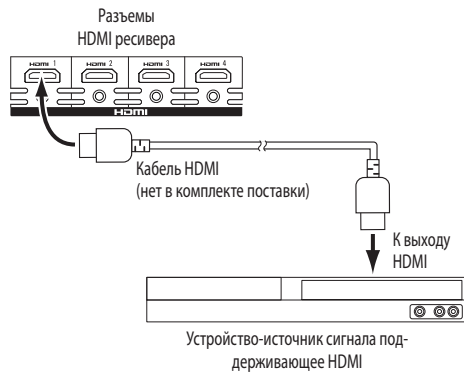 Разъемы
HDMI ресивера
HDMI 1 HDMI 2 HDMI 3 HDMI 4
HDMI
Кабель HDMI
(нет в комплекте поставки)
К выходу
HDMI
Устройство-источник сигнала под-
держивающее HDMI